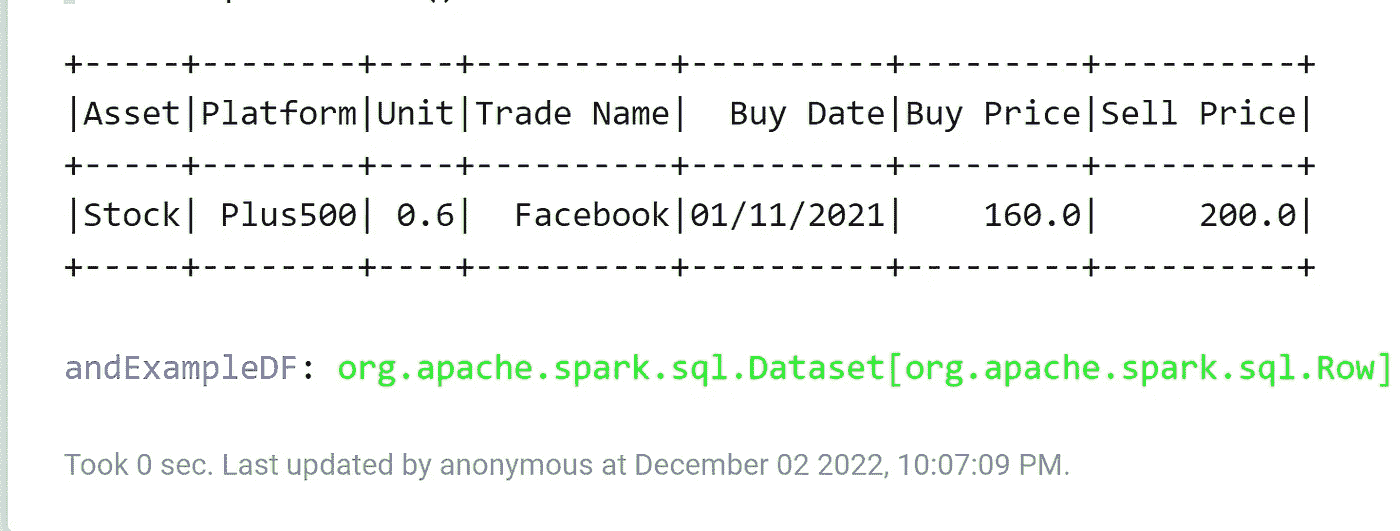 +-----+--------+----+----------+----------+---------+----------+
|Asset|Platform|Unit|Trade Name|  Buy Date|Buy Price|Sell Price|
+-----+--------+----+----------+----------+---------+----------+
|Stock| Plus500| 0.6|  Facebook|01/11/2021|    160.0|     200.0|
+-----+--------+----+----------+----------+---------+----------+
andExampleDF: org.apache.spark.sql.Dataset[org.apache.spark.sql.Row]
Took 0 sec. Last updated by anonymous at December 02 2022, 10:07:09 PM.